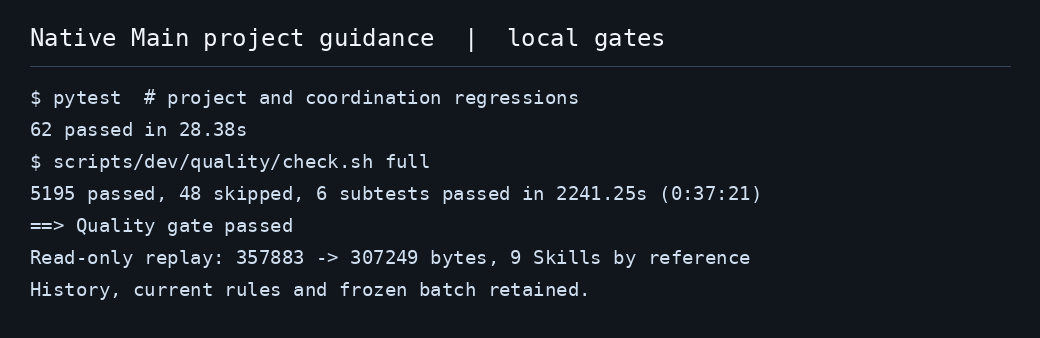 Native Main project guidance  |  local gates
$ pytest  # project and coordination regressions
62 passed in 28.38s
$ scripts/dev/quality/check.sh full
5195 passed, 48 skipped, 6 subtests passed in 2241.25s (0:37:21)
==> Quality gate passed
Read-only replay: 357883 -> 307249 bytes, 9 Skills by reference
History, current rules and frozen batch retained.